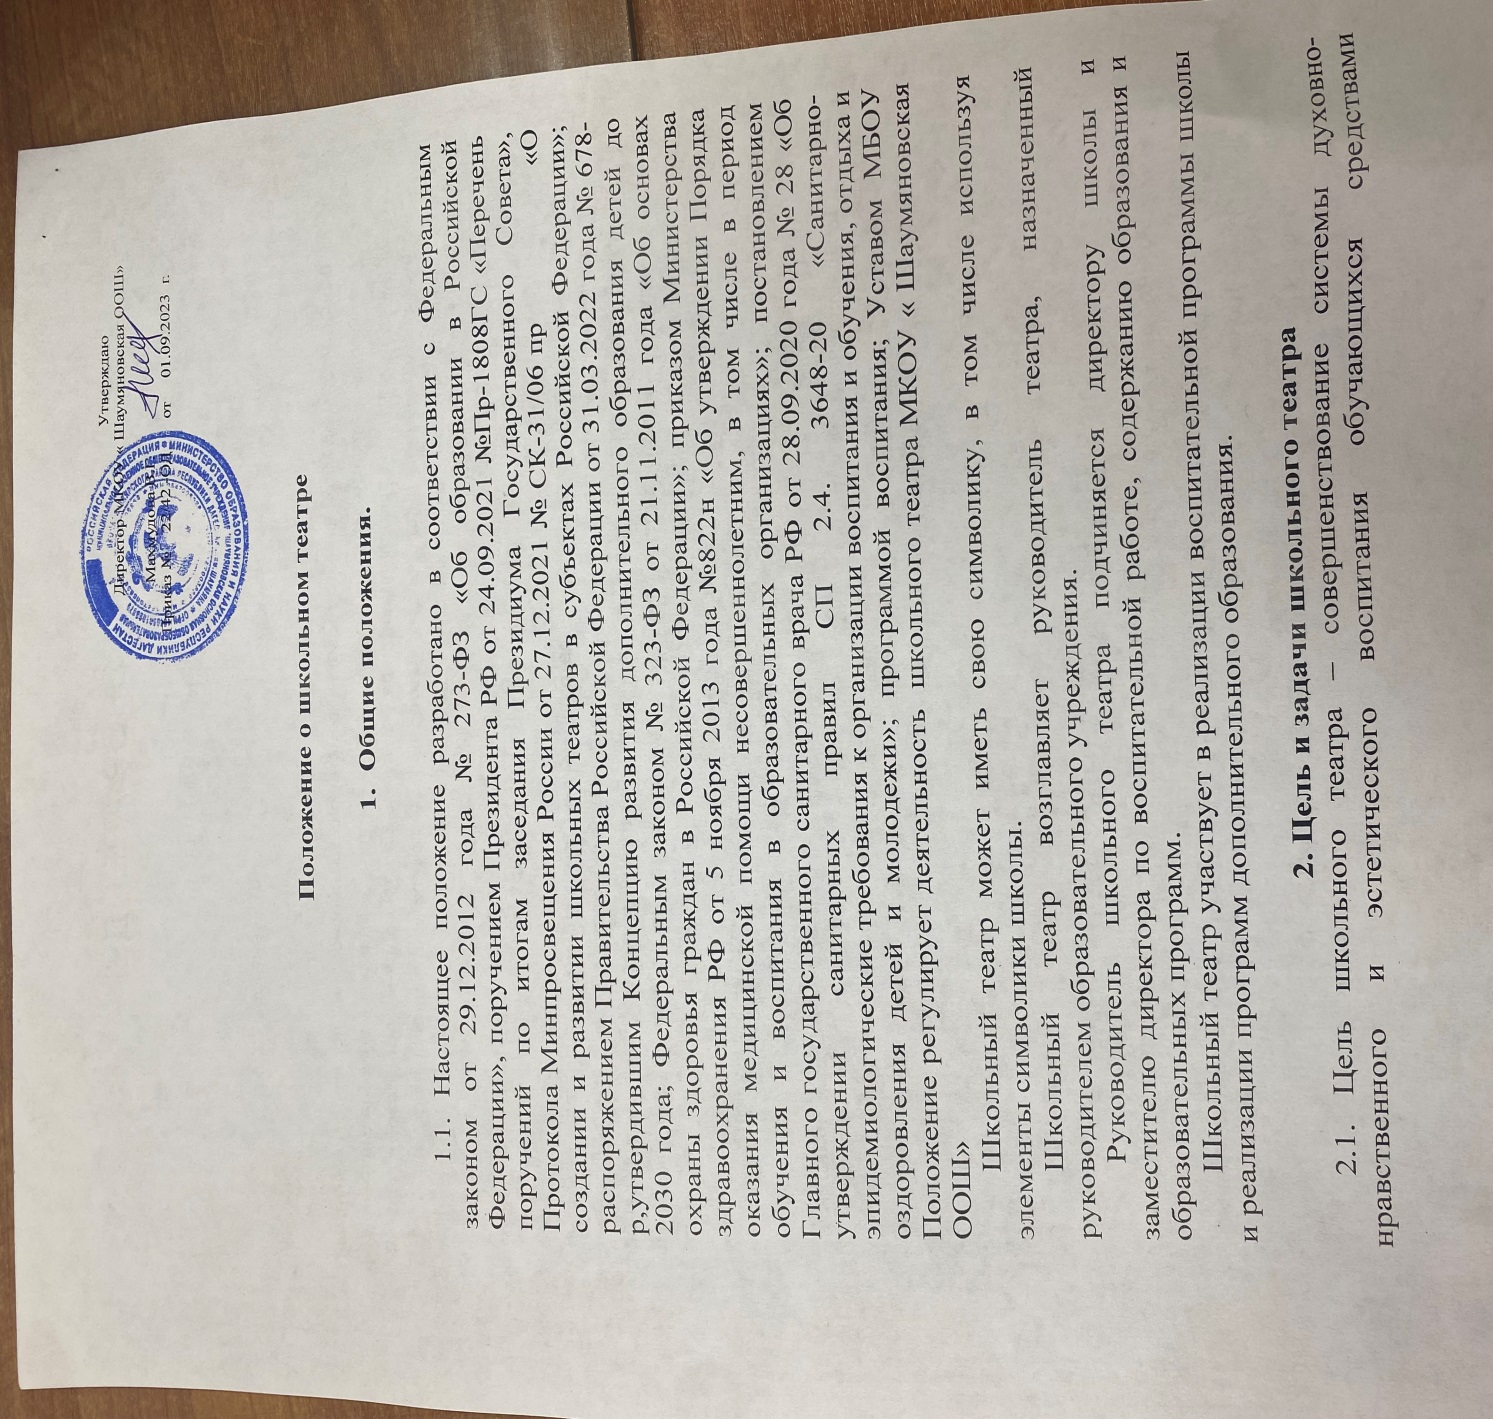 Утверждаю
Директор МКОУ « Шаумяновская ООШ»
Махмудова
Приказ № от 01.09.2023 г.
РОССИЙСКАЯ ФЕДЕРАЦИЯ МИНИСТЕРСТВО ОБРАЗОВАНИЯ И НАУКИ РЕСПУБЛИКИ ДАГЕСТАН
Положение о школьном театре
1. Общие положения.
1.1. Настоящее положение разработано в соответствии с Федеральным
законом от 29.12.2012 года № 273-ФЗ «Об образовании в Российской
Федерации», поручением Президента РФ от 24.09.2021 №Пр-1808ГС «Перечень
поручений по итогам заседания Президиума Государственного Совета»,
Протокола Минпросвещения России от 27.12.2021 № СК-31/06 пр «О
создании и развитии школьных театров в субъектах Российской Федерации»;
распоряжением Правительства Российской Федерации от 31.03.2022 года № 678-
р,утвердившим Концепцию развития дополнительного образования детей до
2030 года; Федеральным законом № 323-ФЗ от 21.11.2011 года «Об основах
охраны здоровья граждан в Российской Федерации»; приказом Министерства
здравоохранения РФ от 5 ноября 2013 года №822н «Об утверждении Порядка
оказания медицинской помощи несовершеннолетним, в том числе в период
обучения и воспитания в образовательных организациях»; постановлением
Главного государственного санитарного врача РФ от 28.09.2020 года № 28 «Об
утверждении санитарных правил СП 2.4. 3648-20 «Санитарно-
эпидемиологические требования к организации воспитания и обучения, отдыха и
оздоровления детей и молодежи»; программой воспитания; Уставом МБОУ
Положение регулирует деятельность школьного театра МКОУ « Шаумяновская
ООШ»
Школьный театр может иметь свою символику, в том числе используя
элементы символики школы.
Школьный театр возглавляет руководитель театра, назначенный
руководителем образовательного учреждения.
Руководитель школьного театра подчиняется директору школы и
заместителю директора по воспитательной работе, содержанию образования и
образовательных программ.
Школьный театр участвует в реализации воспитательной программы школы
и реализации программ дополнительного образования.
2. Цель и задачи школьного театра
2.1. Цель школьного театра – совершенствование системы духовно-
нравственного и эстетического воспитания обучающихся средствами